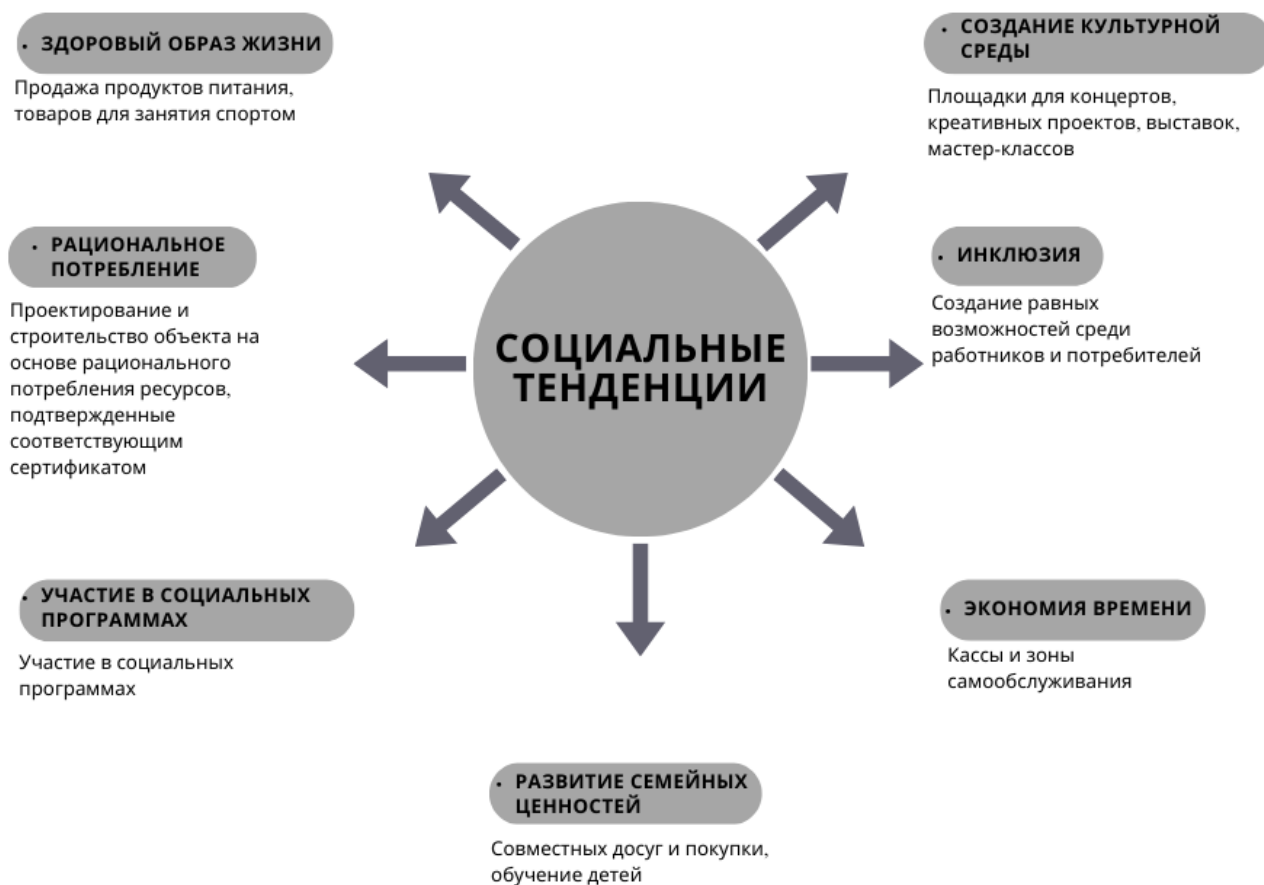 • ЗДОРОВЫЙ ОБРАЗ ЖИЗНИ
Продажа продуктов питания,
товаров для занятия спортом
• СОЗДАНИЕ КУЛЬТУРНОЙ
СРЕДЫ
Площадки для концертов,
креативных проектов, выставок,
мастер-классов
• РАЦИОНАЛЬНОЕ
ПОТРЕБЛЕНИЕ
Проектирование и
строительство объекта на
основе рационального
потребления ресурсов,
подтвержденные
соответствующим
сертификатом
СОЦИАЛЬНЫЕ
ТЕНДЕНЦИИ
• ИНКЛЮЗИЯ
Создание равных
возможностей среди
работников и потребителей
• УЧАСТИЕ В СОЦИАЛЬНЫХ
ПРОГРАММАХ
Участие в социальных
программах
• ЭКОНОМИЯ ВРЕМЕНИ
Кассы и зоны
самообслуживания
• РАЗВИТИЕ СЕМЕЙНЫХ
ЦЕННОСТЕЙ
Совместных досуг и покупки,
обучение детей